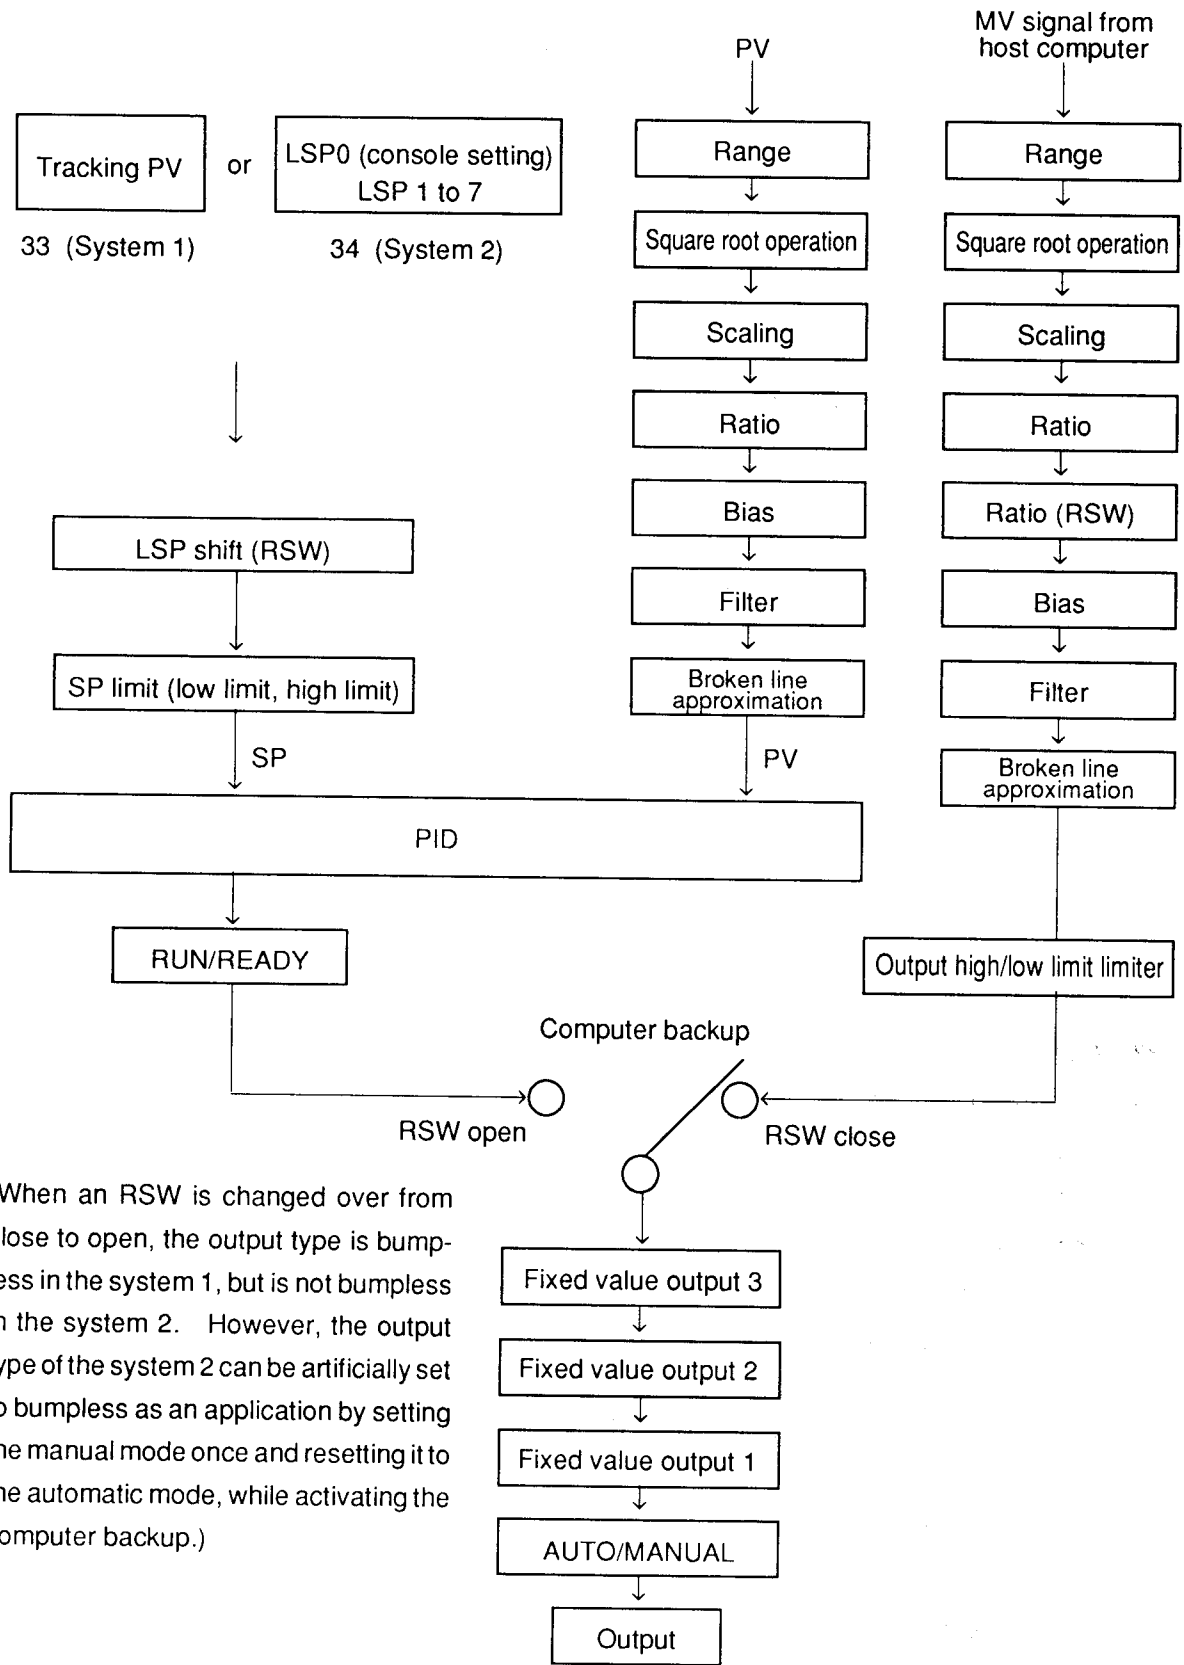 MV signal from
host computer
PV
Tracking PV
or
LSP0 (console setting)
LSP 1 to 7
33 (System 1)
34 (System 2)
LSP shift (RSW)
SP limit (low limit, high limit)
SP
Range
Square root operation
Scaling
Ratio
Bias
Filter
Broken line
approximation
PV
Range
Square root operation
Scaling
Ratio
Ratio (RSW)
Bias
Filter
Broken line
approximation
PID
RUN/READY
Output high/low limit limiter
Computer backup
RSW open
RSW close
When an RSW is changed over from
lose to open, the output type is bump-
ess in the system 1, but is not bumpless
n the system 2. However, the output
ype of the system 2 can be artificially set
o bumpless as an application by setting
ne manual mode once and resetting it to
ne automatic mode, while activating the
omputer backup.)
Fixed value output 3
Fixed value output 2
Fixed value output 1
AUTO/MANUAL
Output